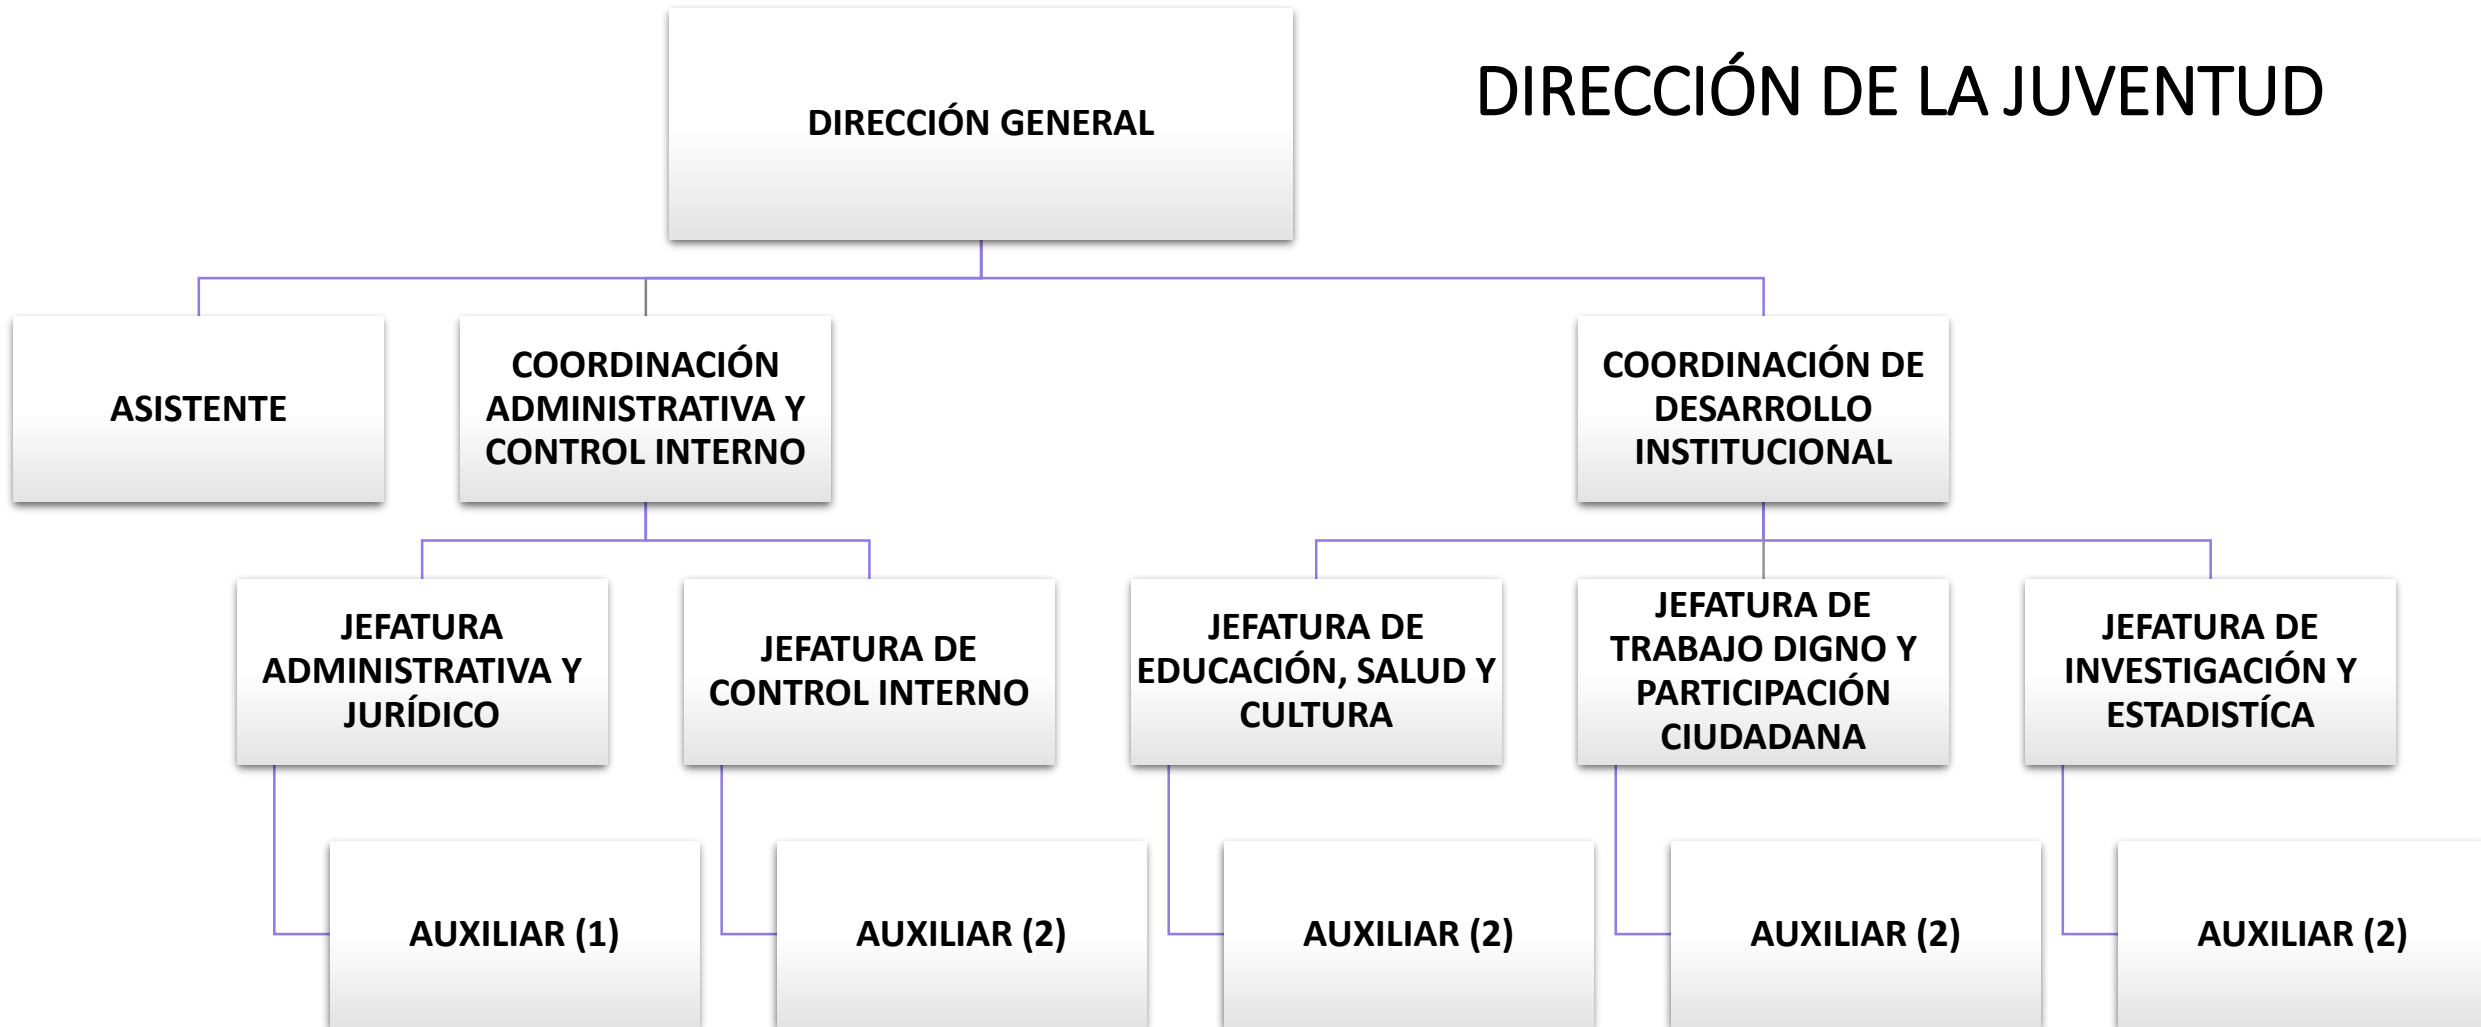 DIRECCIÓN DE LA JUVENTUD
DIRECCIÓN GENERAL
ASISTENTE
COORDINACIÓN
ADMINISTRATIVA Y
CONTROL INTERNO
COORDINACIÓN DE
DESARROLLO
INSTITUCIONAL
JEFATURA
ADMINISTRATIVA Y
JURÍDICO
JEFATURA DE
CONTROL INTERNO
JEFATURA DE
EDUCACIÓN, SALUD Y
CULTURA
JEFATURA DE
TRABAJO DIGNO Y
PARTICIPACIÓN
CIUDADANA
JEFATURA DE
INVESTIGACIÓN Y
ESTADISTÍCA
AUXILIAR (1)
AUXILIAR (2)
AUXILIAR (2)
AUXILIAR (2)
AUXILIAR (2)